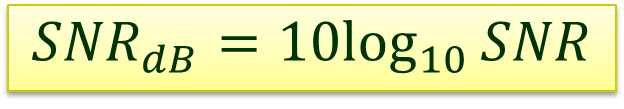 SNR_dB = 10log_10 SNR